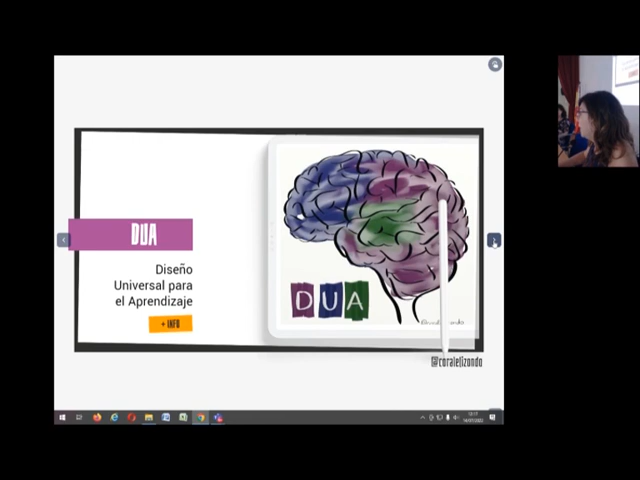 DUA
Diseño
Universal para
el Aprendizaje
+ INFO
DUA
@coralelizondo